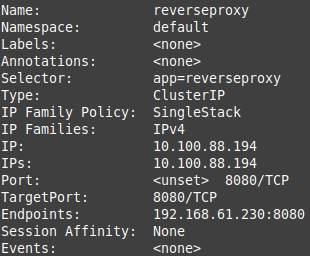 Name: reverseproxy
Namespace: default
Labels: <none>
Annotations: <none>
Selector: app=reverseproxy
Type: ClusterIP
IP Family Policy: SingleStack
IP Families: IPv4
IP: 10.100.88.194
IPs: 10.100.88.194
Port: <unset> 8080/TCP
TargetPort: 8080/TCP
Endpoints: 192.168.61.230:8080
Session Affinity: None
Events: <none>